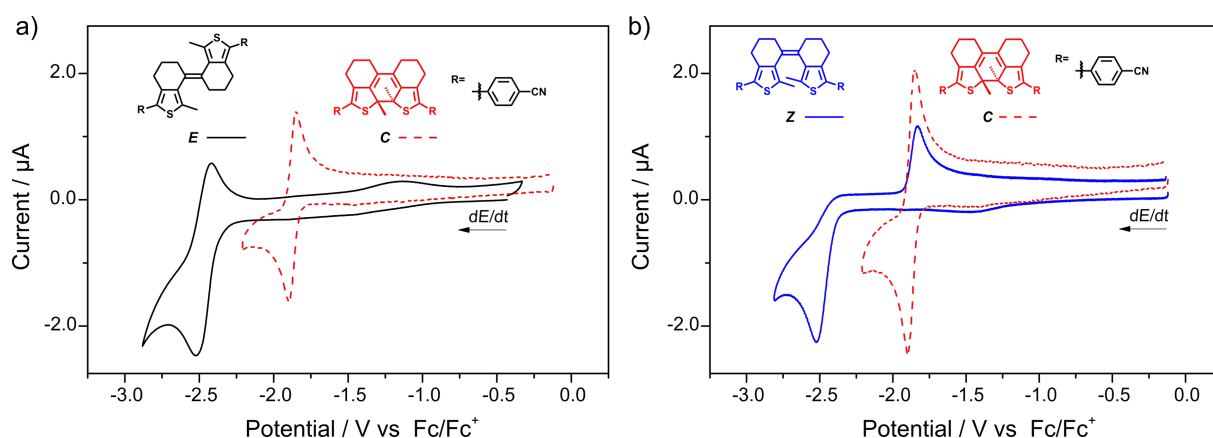 a)
S
R
R
S
R
S
S
R
R=
CN
E
C
2.0
0.0
-2.0
Current / μA
dE/dt
-3.0 -2.5 -2.0 -1.5 -1.0 -0.5 0.0
Potential / V vs Fc/Fc⁺
b)
R
S
S
R
R
S
S
R
R=
CN
Z
C
2.0
0.0
-2.0
Current / μA
dE/dt
-3.0 -2.5 -2.0 -1.5 -1.0 -0.5 0.0
Potential / V vs Fc/Fc⁺